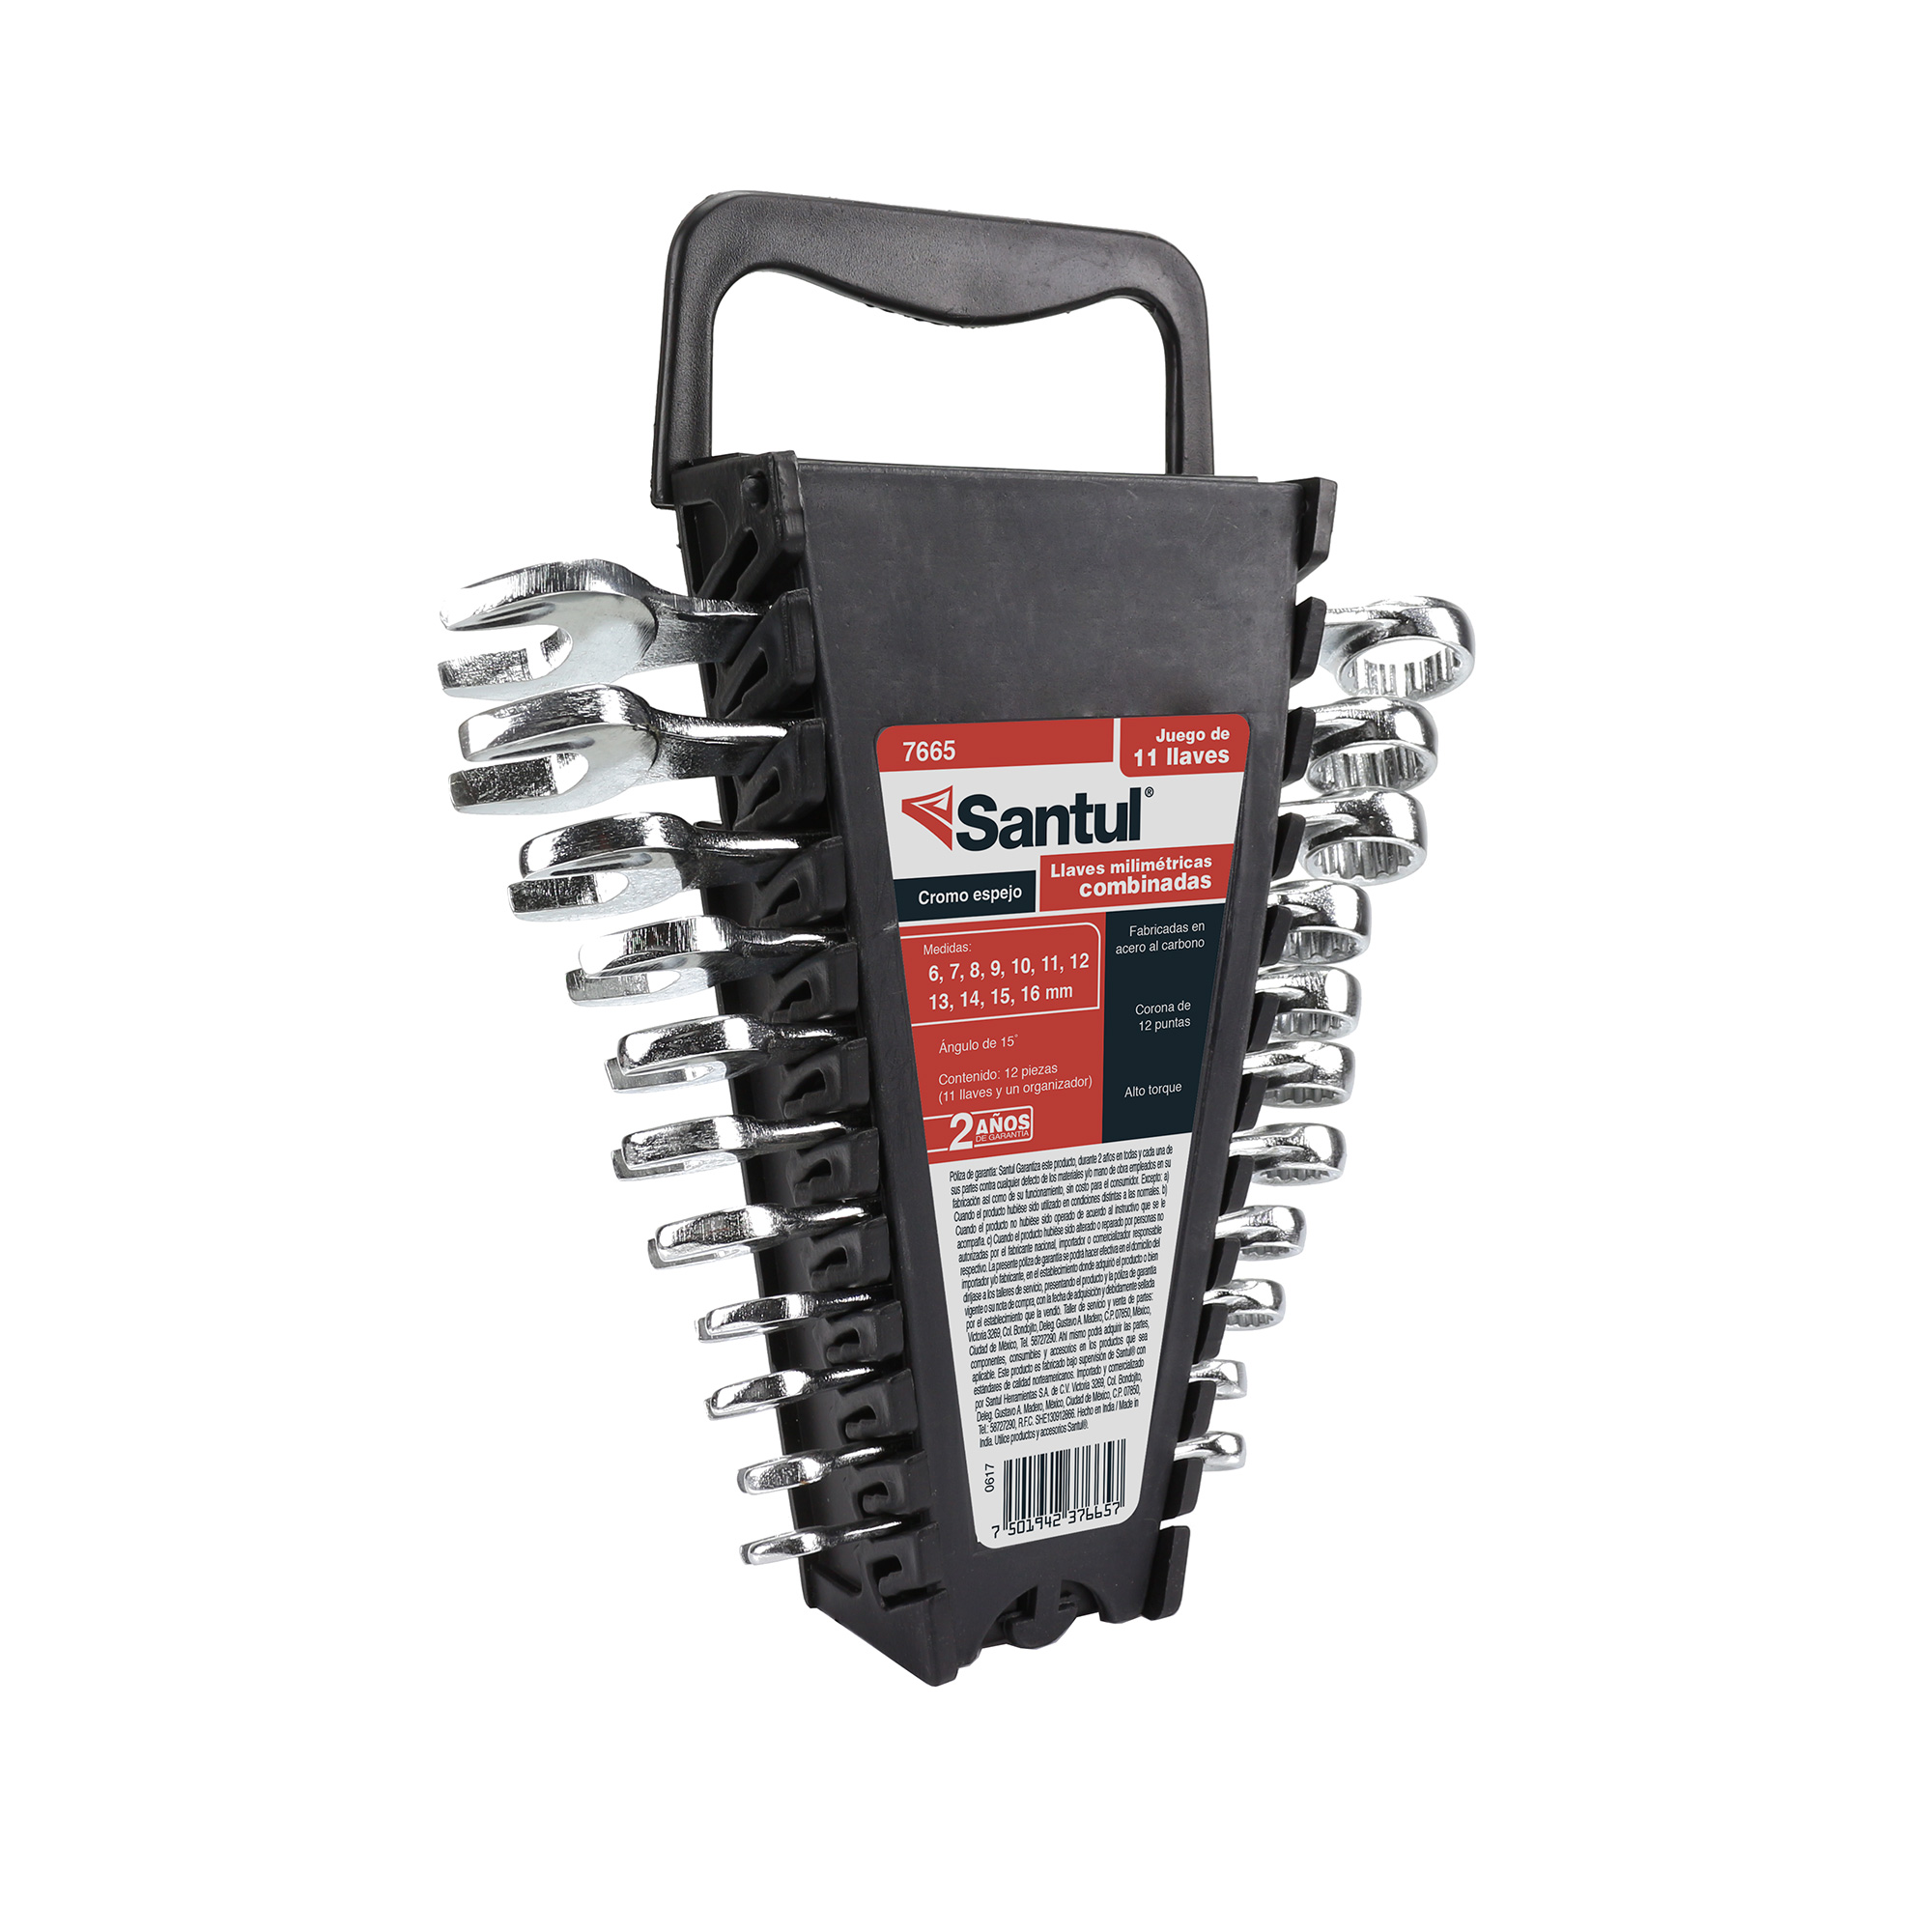 7665
Juego de
11 llaves
Santul®
Llaves milimétricas
combinadas
Cromo espejo
Medidas:
6, 7, 8, 9, 10, 11, 12
13, 14, 15, 16 mm
Fabricadas en
acero al carbono
Corona de
12 puntas
Ángulo de 15°
Contenido: 12 piezas
(11 llaves y un organizador)
Alto torque
2 AÑOS
DE GARANTÍA
Póliza de garantía: Santul Garantiza este producto, durante 2 años en todas y cada una de
sus partes contra cualquier defecto de los materiales y/o mano de obra empleados en su
fabricación así como de su funcionamiento, sin costo para el consumidor. Excepto: a)
Cuando el producto hubiése sido utilizado en condiciones distintas a las normales. b)
Cuando el producto no hubiése sido operado de acuerdo al instructivo que se le
acompaña. c) Cuando el producto hubiése sido alterado o reparado por personas no
autorizadas por el fabricante nacional, importador o comercializador responsable
respectivo. La presente póliza de garantía se podrá hacer efectiva en el domicilio del
importador y/o fabricante, en el establecimiento donde adquirió el producto o bien
diríjase a los talleres de servicio, presentando el producto y la póliza de garantía
vigente o su nota de compra, con la fecha de adquisición y debidamente sellada
por el establecimiento que la vendió. Taller de servicio y venta de partes:
Victoria 3269, Col. Bondojito, Deleg. Gustavo A. Madero, C.P. 07850, México,
Ciudad de México, Tel. 58727290. Ahí mismo podrá adquirir las partes,
componentes, consumibles y accesorios en los productos que sea
aplicable. Este producto es fabricado bajo supervisión de Santul® con
estándares de calidad norteamericanos. Importado y comercializado
por Santul Herramientas S.A. de C.V. Victoria 3269, Col. Bondojito,
Deleg. Gustavo A. Madero, México, Ciudad de México, C.P. 07850,
Tel.: 58727290, R.F.C. SHE130912866. Hecho en India / Made in
India. Utilice productos y accesorios Santul®.
0617
7 501942 376657